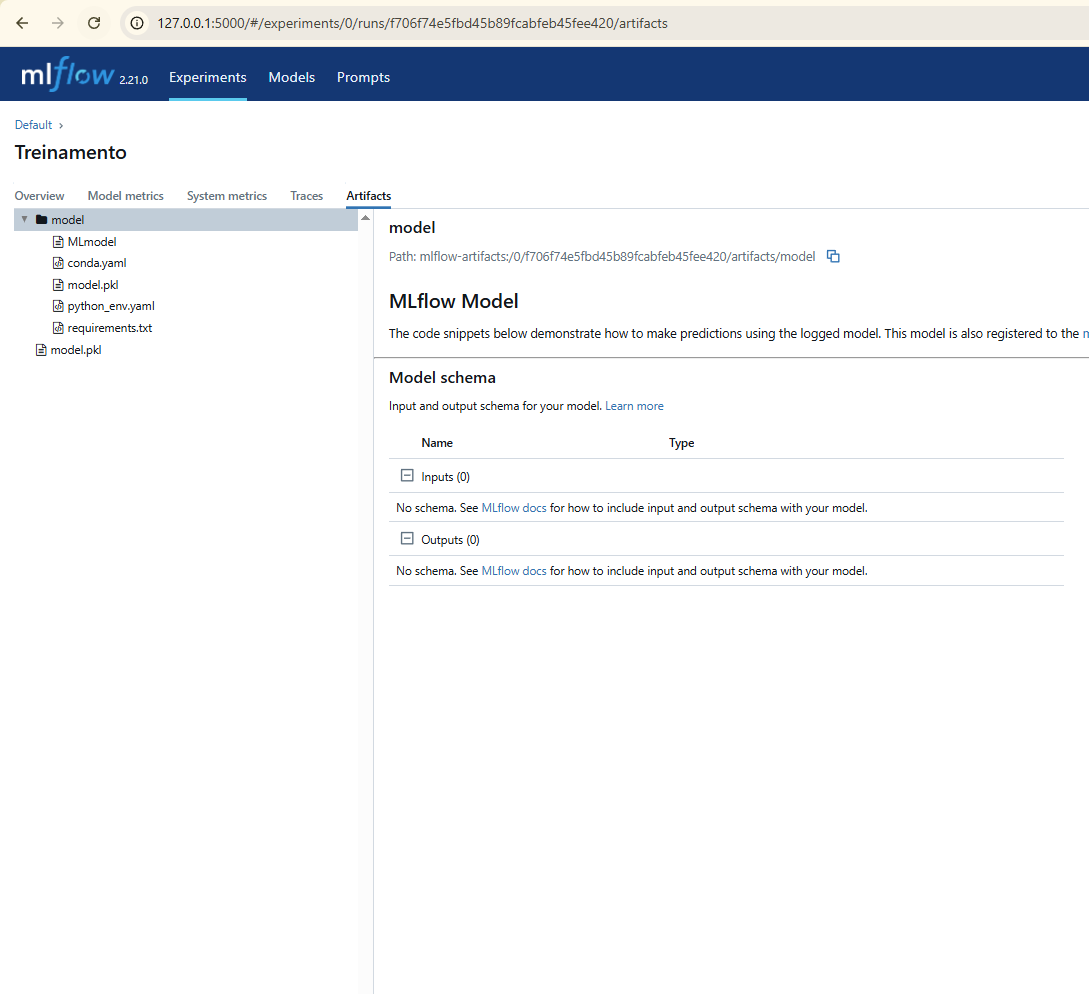 127.0.0.1:5000/#/experiments/0/runs/f706f74e5fbd45b89fcabfeb45fee420/artifacts
mlflow 2.21.0 Experiments Models Prompts
Default
Treinamento
Overview Model metrics System metrics Traces Artifacts
model
MLmodel
conda.yaml
model.pkl
python_env.yaml
requirements.txt
model.pkl
model
Path: mlflow-artifacts:/0/f706f74e5fbd45b89fcabfeb45fee420/artifacts/model
MLflow Model
The code snippets below demonstrate how to make predictions using the logged model. This model is also registered to the
Model schema
Input and output schema for your model. Learn more
Name Type
Inputs (0)
No schema. See MLflow docs for how to include input and output schema with your model.
Outputs (0)
No schema. See MLflow docs for how to include input and output schema with your model.